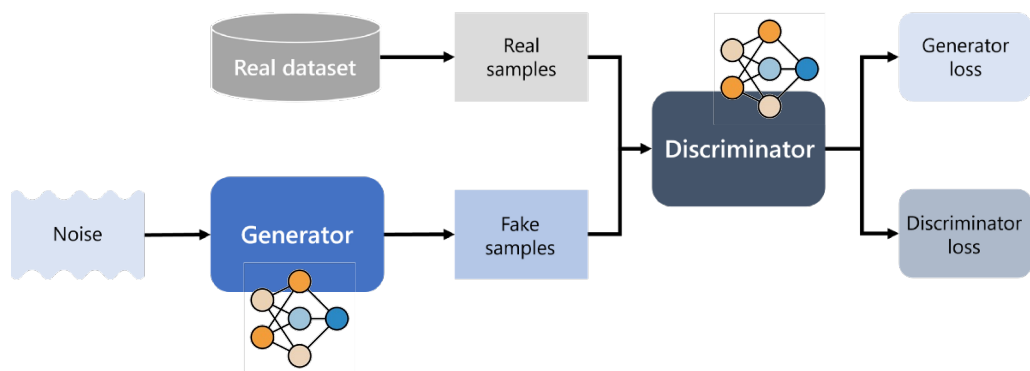 Real dataset
Real
samples
Generator
loss
Discriminator
Noise
Generator
Fake
samples
Discriminator
loss